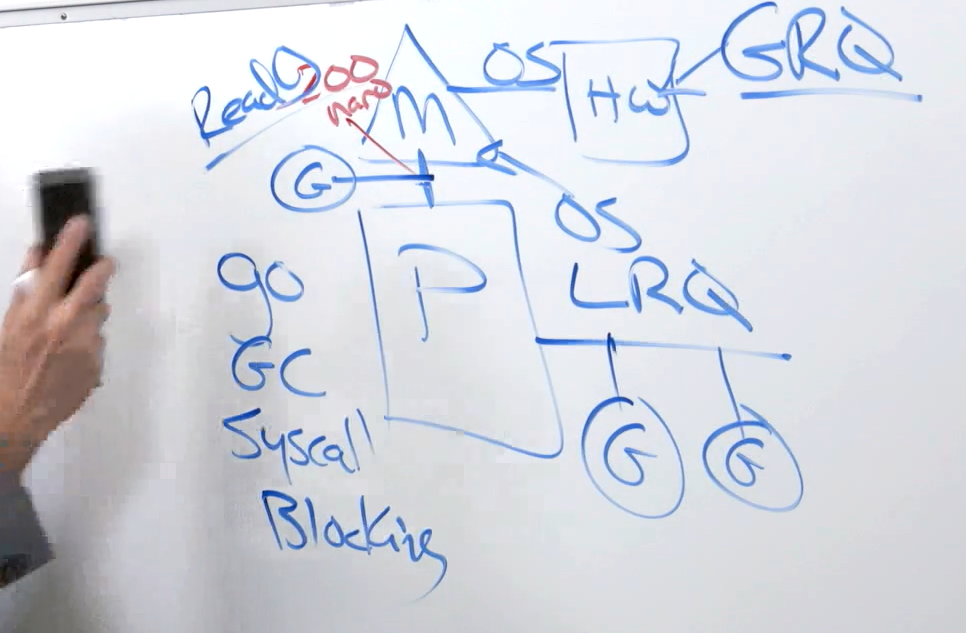 Read()
200
nano
M
OS
HW
GRQ
G
OS
P
LRQ
go
GC
Syscall
Blocking
G
G